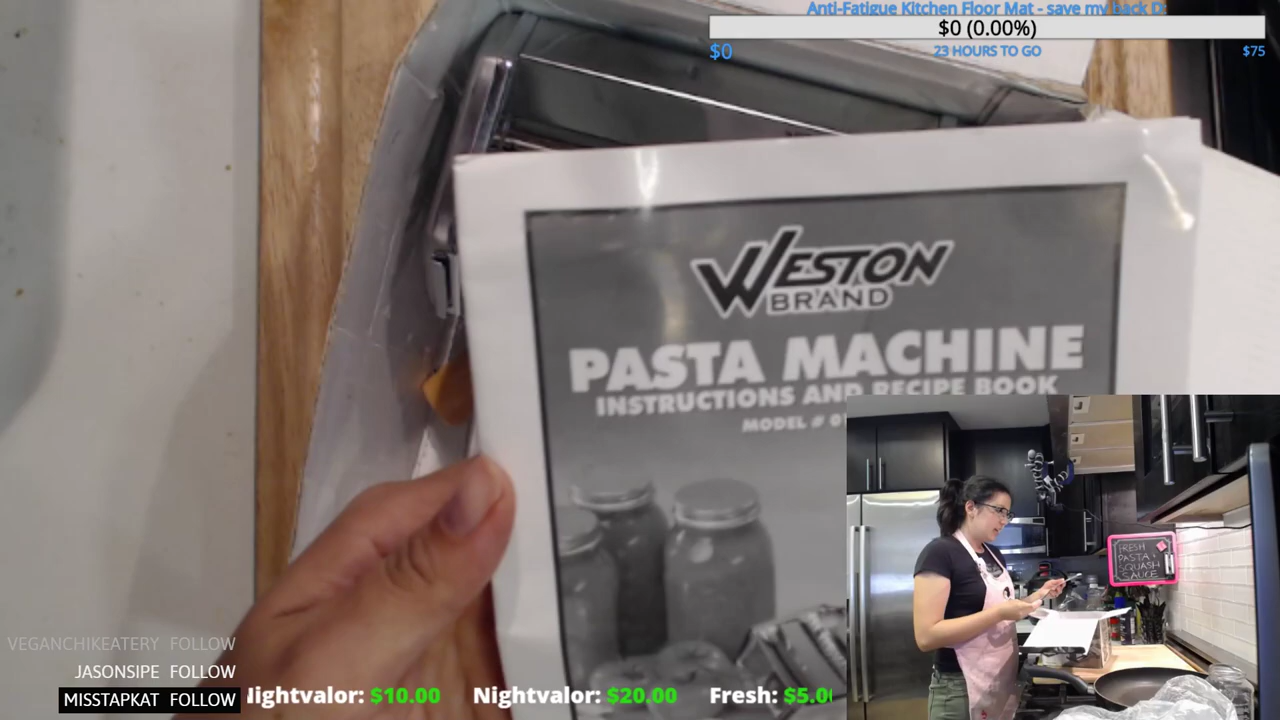 Anti-Fatigue Kitchen Floor Mat - save my back D:
$0 (0.00%)
$0 23 HOURS TO GO $75
WESTON
BRAND
PASTA MACHINE
INSTRUCTIONS AND RECIPE BOOK
MODEL #
FRESH
PASTA +
SQUASH
SAUCE
VEGANCHIKEATERY FOLLOW
JASONSIPE FOLLOW
MISSTAPKAT FOLLOW
Nightvalor: $10.00 Nightvalor: $20.00 Fresh: